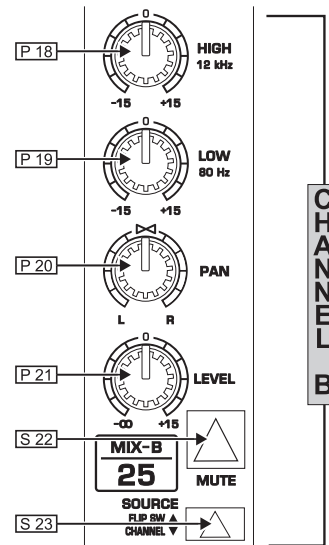 0
P 18
HIGH
12 kHz
-15 +15
0
P 19
LOW
80 Hz
-15 +15
P 20
PAN
L R
0
P 21
LEVEL
-∞ +15
S 22
MIX-B
25
MUTE
SOURCE
S 23
FLIP SW ▲
CHANNEL ▼
CHANNEL B